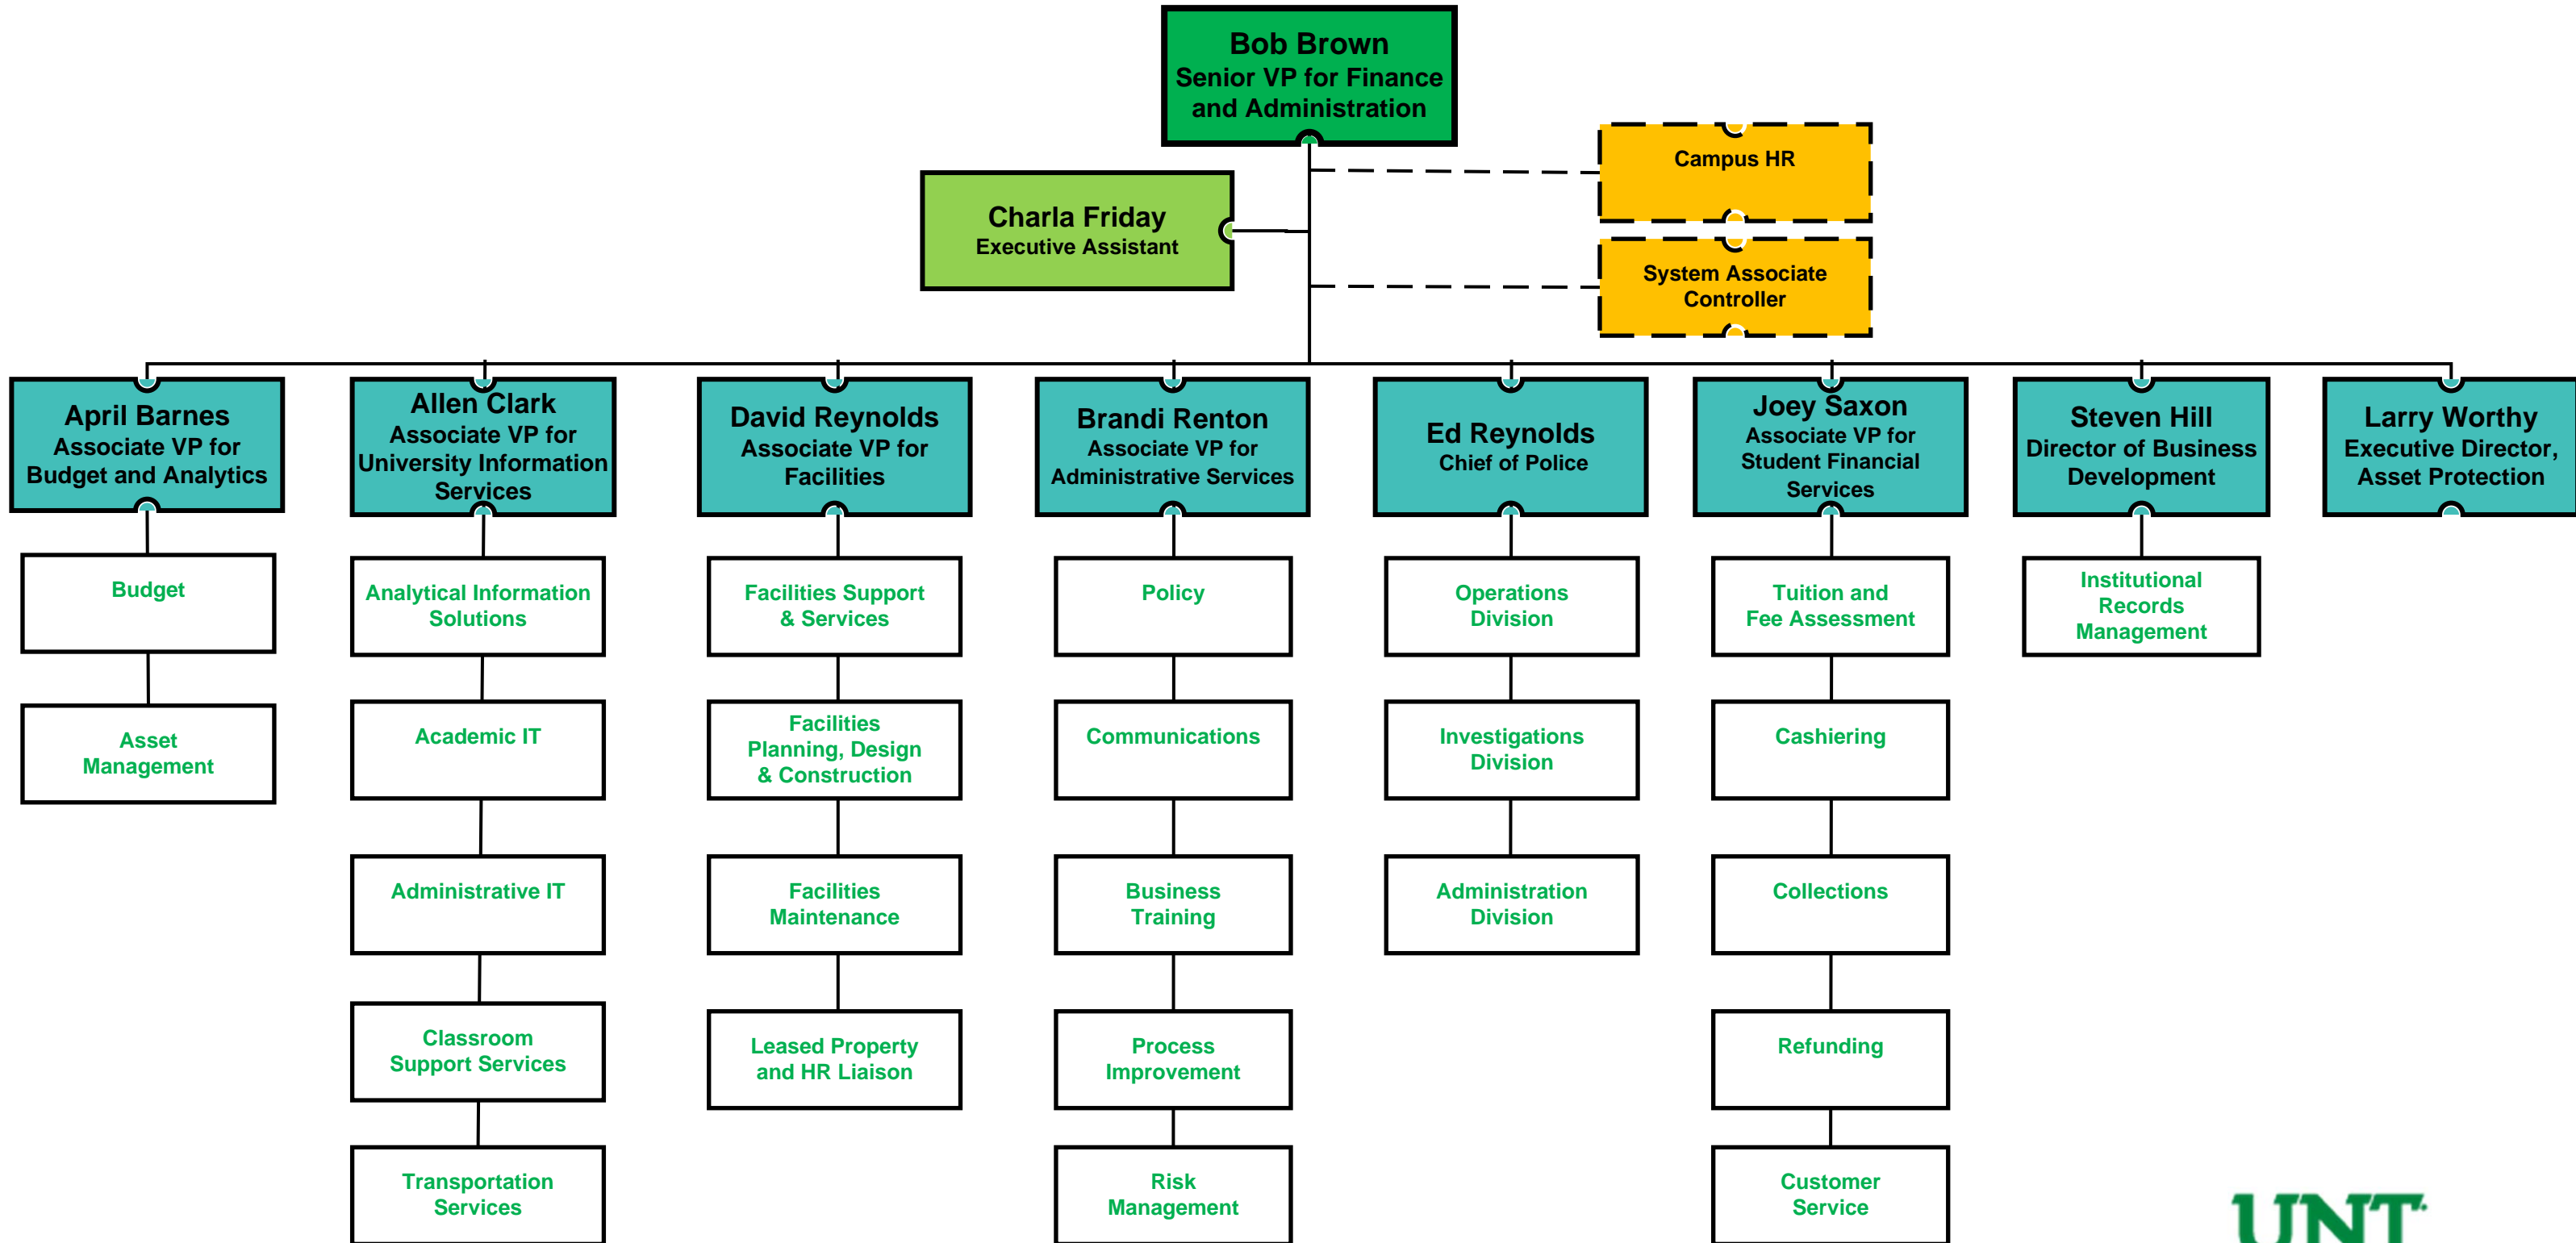 Bob Brown
Senior VP for Finance
and Administration
Campus HR
Charla Friday
Executive Assistant
System Associate
Controller
April Barnes
Associate VP for
Budget and Analytics
Allen Clark
Associate VP for
University Information
Services
David Reynolds
Associate VP for
Facilities
Brandi Renton
Associate VP for
Administrative Services
Ed Reynolds
Chief of Police
Joey Saxon
Associate VP for
Student Financial
Services
Steven Hill
Director of Business
Development
Larry Worthy
Executive Director,
Asset Protection
Budget
Analytical Information
Solutions
Facilities Support
& Services
Policy
Operations
Division
Tuition and
Fee Assessment
Institutional
Records
Management
Asset
Management
Academic IT
Facilities
Planning, Design
& Construction
Communications
Investigations
Division
Cashiering
Administrative IT
Facilities
Maintenance
Business
Training
Administration
Division
Collections
Classroom
Support Services
Leased Property
and HR Liaison
Process
Improvement
Refunding
Transportation
Services
Risk
Management
Customer
Service
UNT